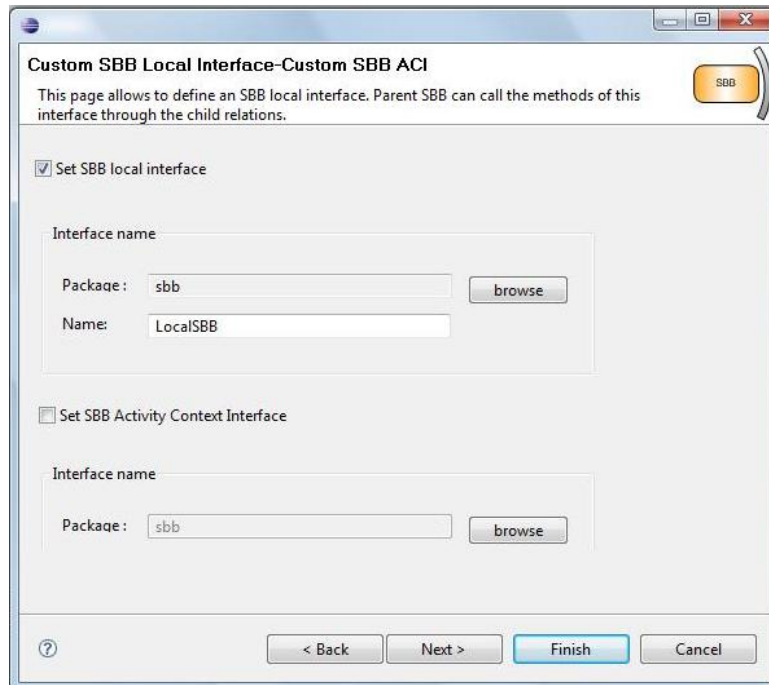 Custom SBB Local Interface-Custom SBB ACI
This page allows to define an SBB local interface. Parent SBB can call the methods of this
interface through the child relations.
SBB
Set SBB local interface
Interface name
Package: sbb browse
Name: LocalSBB
Set SBB Activity Context Interface
Interface name
Package: sbb browse
? < Back Next > Finish Cancel